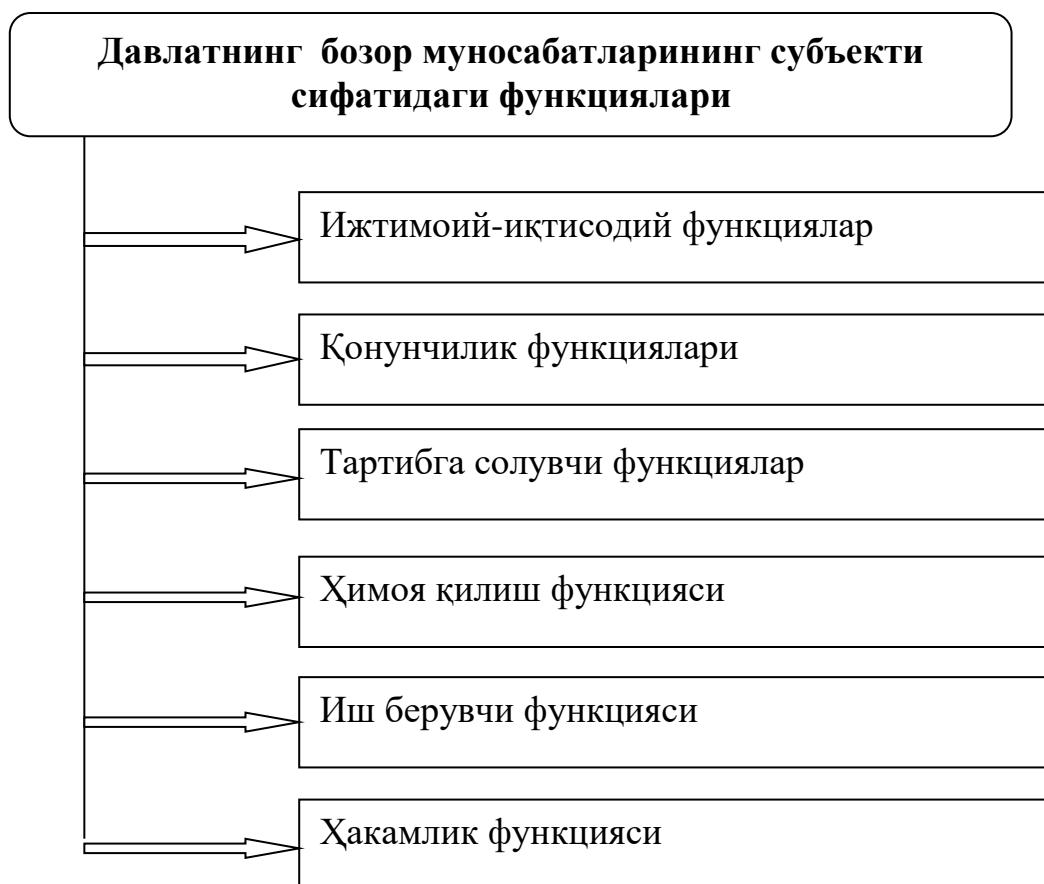 Давлатнинг бозор муносабатларининг субъекти
сифатидаги функциялари
Ижтимоий-иқтисодий функциялар
Қонунчилик функциялари
Тартибга солувчи функциялар
Ҳимоя қилиш функцияси
Иш берувчи функцияси
Ҳакамлик функцияси